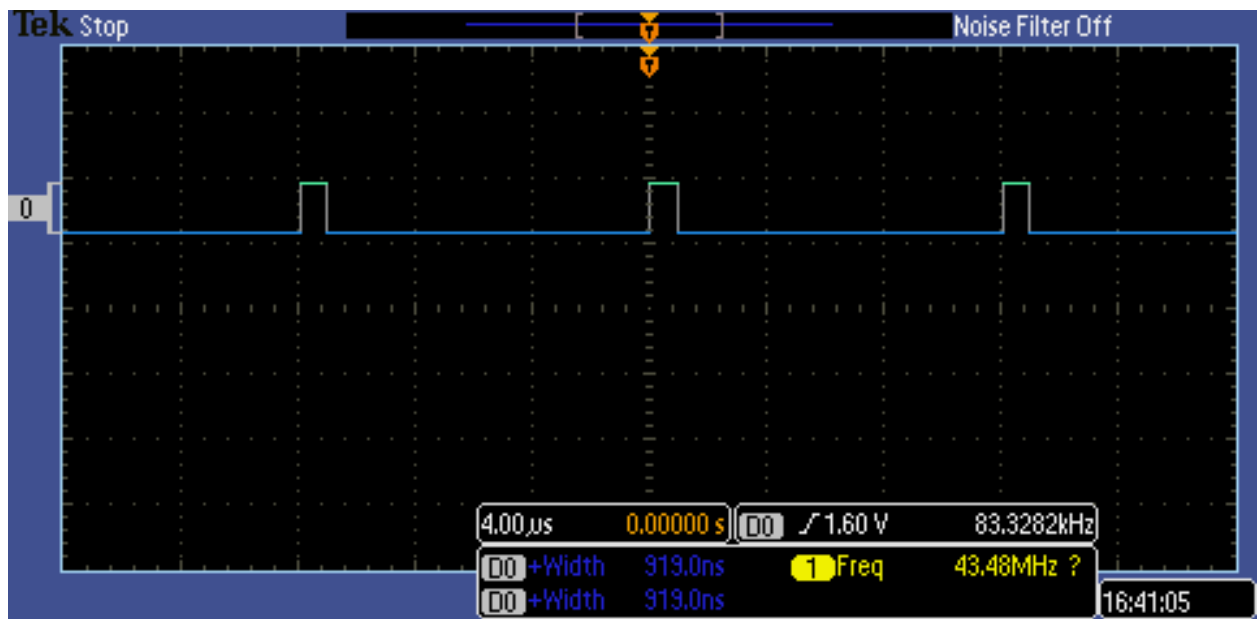 Tek Stop Noise Filter Off
T
T
0
4.00µs 0.00000 s D0 1.60 V 83.3282kHz
D0 +Width 919.0ns 1 Freq 43.48MHz ?
D0 +Width 919.0ns
16:41:05